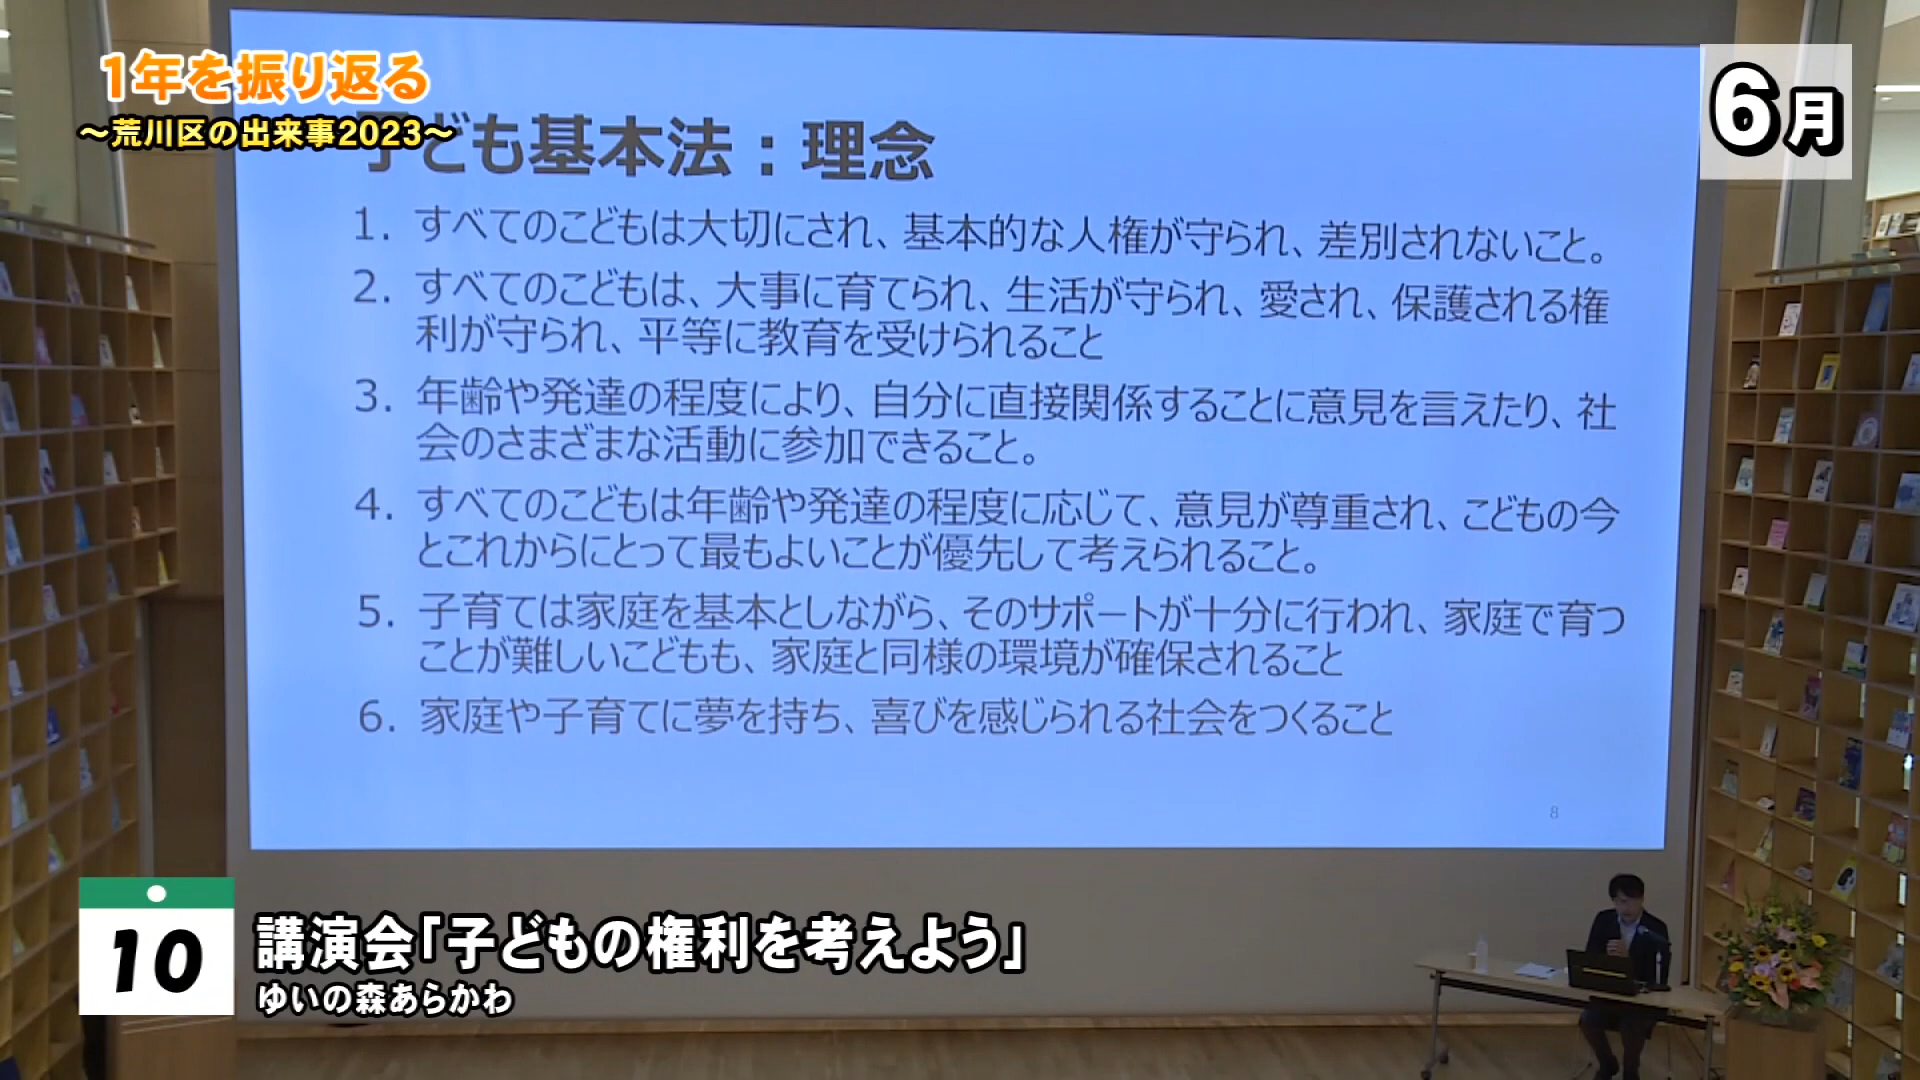 1年を振り返る
～荒川区の出来事2023～
6月
子ども基本法：理念
1. すべてのこどもは大切にされ、基本的な人権が守られ、差別されないこと。
2. すべてのこどもは、大事に育てられ、生活が守られ、愛され、保護される権
利が守られ、平等に教育を受けられること
3. 年齢や発達の程度により、自分に直接関係することに意見を言えたり、社
会のさまざまな活動に参加できること。
4. すべてのこどもは年齢や発達の程度に応じて、意見が尊重され、こどもの今
とこれからにとって最もよいことが優先して考えられること。
5. 子育ては家庭を基本としながら、そのサポートが十分に行われ、家庭で育つ
ことが難しいこどもも、家庭と同様の環境が確保されること
6. 家庭や子育てに夢を持ち、喜びを感じられる社会をつくること
8
10
講演会「子どもの権利を考えよう」
ゆいの森あらかわ